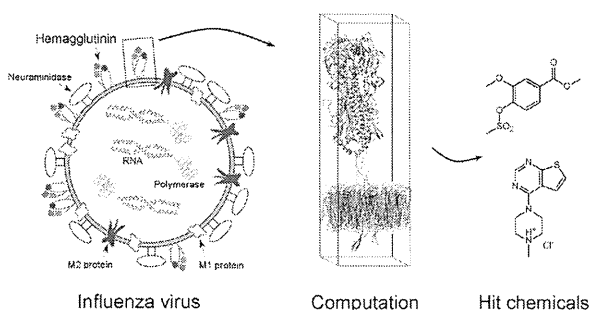 Hemagglutinin
Neuraminidase
RNA
Polymerase
M2 protein
M1 protein
Influenza virus
Computation
Hit chemicals
O
O
O
O
SO₂
S
N
N
N
N
H⁺
Cl⁻